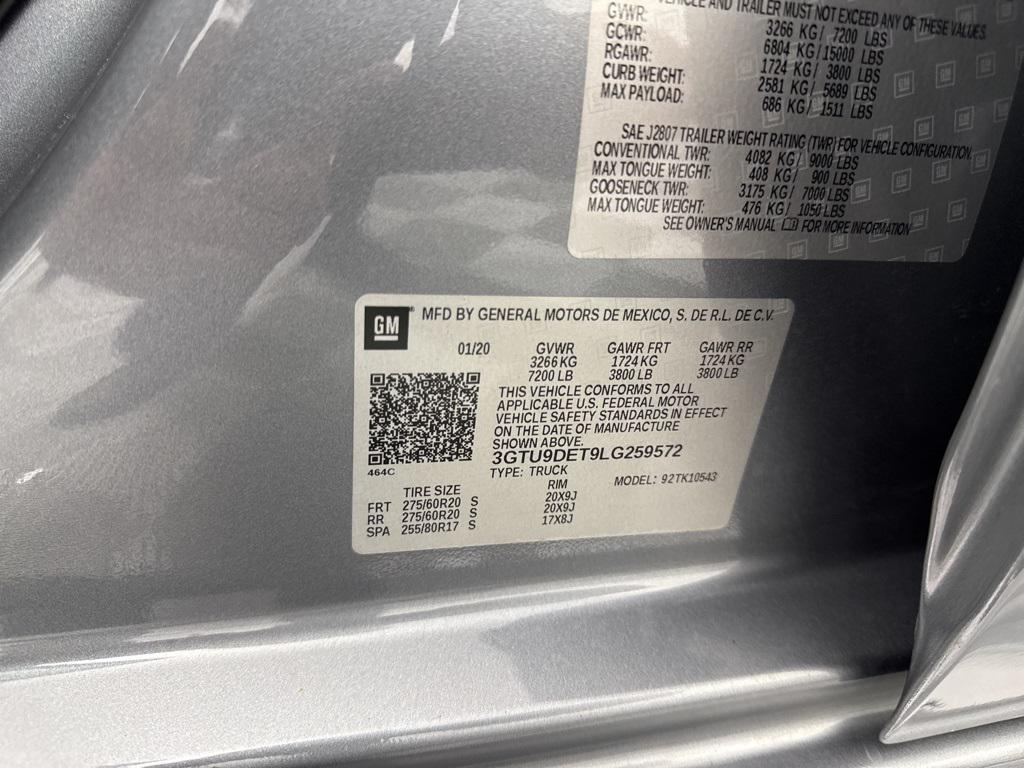 VEHICLE AND TRAILER MUST NOT EXCEED ANY OF THESE VALUES
GVWR: 3266 KG / 7200 LBS
GCWR: 6804 KG / 15000 LBS
RGAWR: 1724 KG / 3800 LBS
CURB WEIGHT: 2581 KG / 5689 LBS
MAX PAYLOAD: 686 KG / 1511 LBS
SAE J2807 TRAILER WEIGHT RATING (TWR) FOR VEHICLE CONFIGURATION
CONVENTIONAL TWR: 4082 KG / 9000 LBS
MAX TONGUE WEIGHT: 408 KG / 900 LBS
GOOSENECK TWR: 3175 KG / 7000 LBS
MAX TONGUE WEIGHT: 476 KG / 1050 LBS
SEE OWNER'S MANUAL FOR MORE INFORMATION
GM MFD BY GENERAL MOTORS DE MEXICO, S. DE R.L. DE C.V.
01/20 GVWR GAWR FRT GAWR RR
3266 KG 1724 KG 1724 KG
7200 LB 3800 LB 3800 LB
THIS VEHICLE CONFORMS TO ALL
APPLICABLE U.S. FEDERAL MOTOR
VEHICLE SAFETY STANDARDS IN EFFECT
ON THE DATE OF MANUFACTURE
SHOWN ABOVE.
3GTU9DET9LG259572
464C
TYPE: TRUCK MODEL: 92TK10543
TIRE SIZE RIM
FRT 275/60R20 S 20X9J
RR 275/60R20 S 20X9J
SPA 255/80R17 S 17X8J